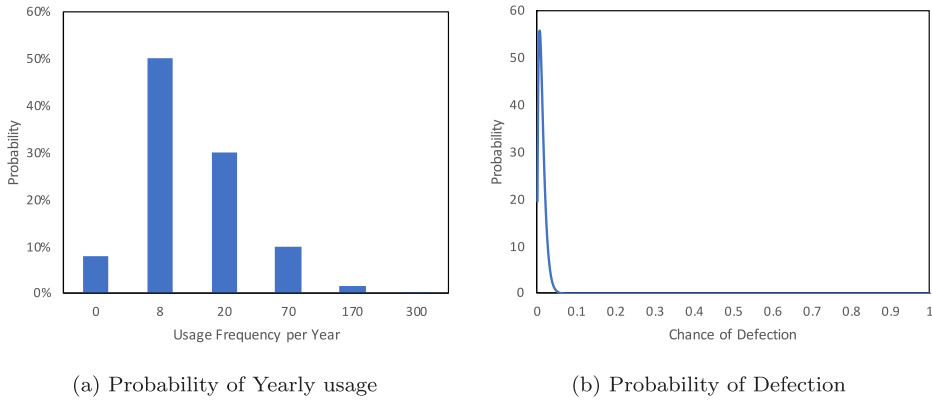 60%
50%
40%
30%
20%
10%
0%
Probability
0 8 20 70 170 300
Usage Frequency per Year
(a) Probability of Yearly usage
60
50
40
30
20
10
0
Probability
0 0.1 0.2 0.3 0.4 0.5 0.6 0.7 0.8 0.9 1
Chance of Defection
(b) Probability of Defection